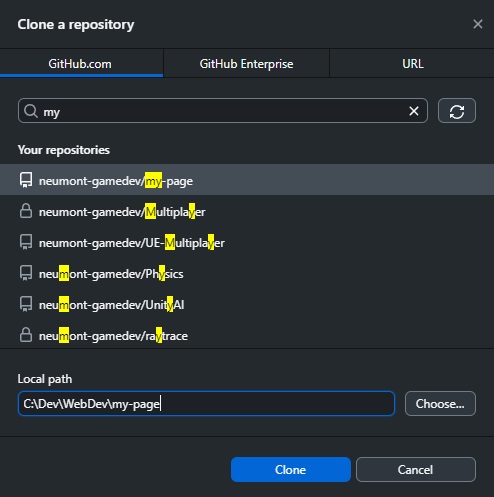 Clone a repository
GitHub.com GitHub Enterprise URL
my
Your repositories
neumont-gamedev/my-page
neumont-gamedev/Multiplayer
neumont-gamedev/UE-Multiplayer
neumont-gamedev/Physics
neumont-gamedev/UnityAI
neumont-gamedev/raytrace
Local path
C:\Dev\WebDev\my-page Choose...
Clone Cancel